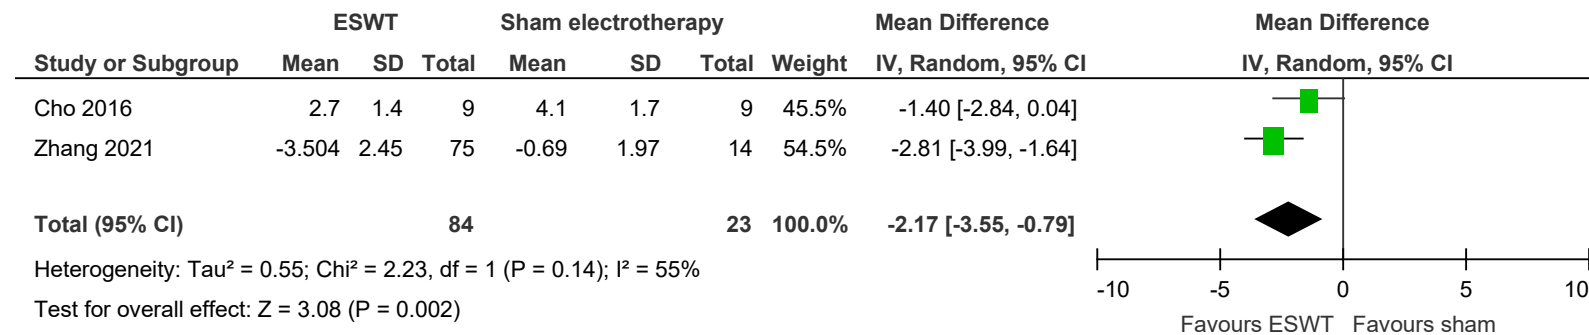 ESWT Sham electrotherapy Mean Difference Mean Difference
Study or Subgroup Mean SD Total Mean SD Total Weight IV, Random, 95% CI IV, Random, 95% CI
Cho 2016 2.7 1.4 9 4.1 1.7 9 45.5% -1.40 [-2.84, 0.04]
Zhang 2021 -3.504 2.45 75 -0.69 1.97 14 54.5% -2.81 [-3.99, -1.64]
Total (95% CI) 84 23 100.0% -2.17 [-3.55, -0.79]
Heterogeneity: Tau² = 0.55; Chi² = 2.23, df = 1 (P = 0.14); I² = 55%
Test for overall effect: Z = 3.08 (P = 0.002)
-10 -5 0 5 10
Favours ESWT Favours sham